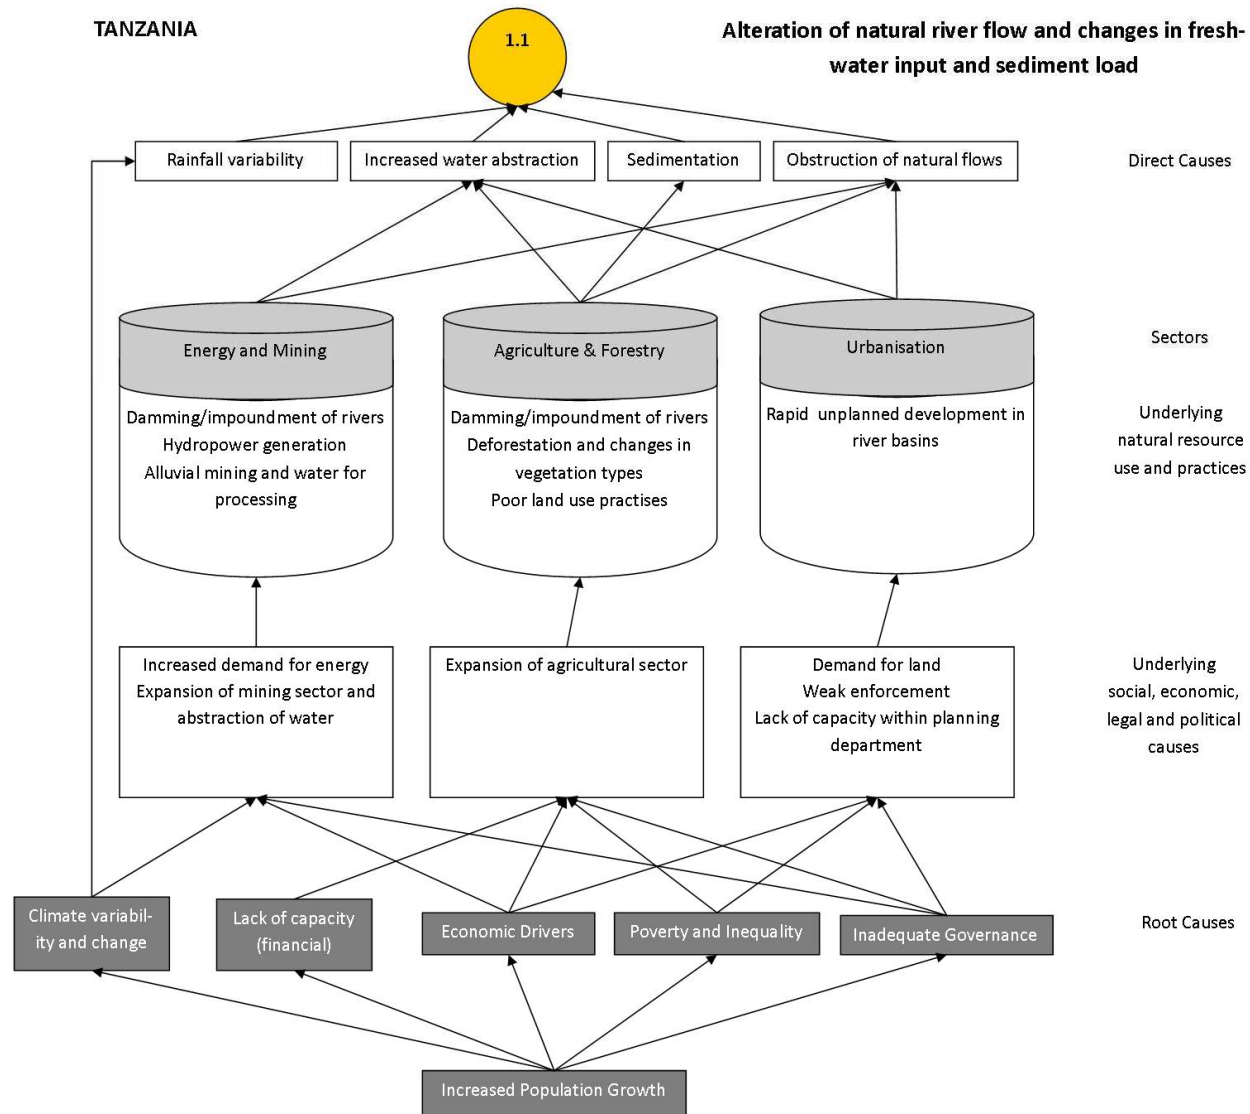 TANZANIA
1.1
Alteration of natural river flow and changes in fresh-
water input and sediment load
Rainfall variability
Increased water abstraction
Sedimentation
Obstruction of natural flows
Direct Causes
Energy and Mining
Agriculture & Forestry
Urbanisation
Sectors
Damming/impoundment of rivers
Hydropower generation
Alluvial mining and water for
processing
Damming/impoundment of rivers
Deforestation and changes in
vegetation types
Poor land use practises
Rapid unplanned development in
river basins
Underlying
natural resource
use and practices
Increased demand for energy
Expansion of mining sector and
abstraction of water
Expansion of agricultural sector
Demand for land
Weak enforcement
Lack of capacity within planning
department
Underlying
social, economic,
legal and political
causes
Climate variabil-
ity and change
Lack of capacity
(financial)
Economic Drivers
Poverty and Inequality
Inadequate Governance
Root Causes
Increased Population Growth